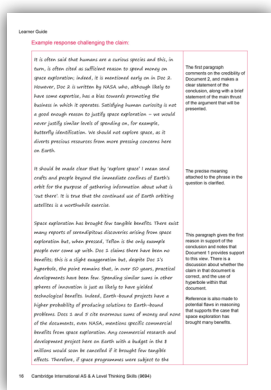 Learner Guide
Example response challenging the claim:
It is often said that humans are a curious species and this, in
turn, is often cited as sufficient reason to spend money on
space exploration; indeed, it is mentioned early on in Doc 2.
However, Doc 2 is written by NASA who, although likely to
have some expertise, has a bias towards promoting the
business in which it operates. Satisfying human curiosity is not
a good enough reason to justify space exploration – we would
never justify similar levels of spending on, for example,
butterfly identification. We should not explore space, as it
diverts precious resources from more pressing concerns here
on Earth.
The first paragraph
comments on the credibility of
Document 2, and makes a
clear statement of the
conclusion, along with a brief
statement of the main thrust
of the argument that will be
presented.
It should be made clear that by 'explore space' I mean send
crafts and people beyond the immediate confines of Earth's
orbit for the purpose of gathering information about what is
'out there'. It is true that the continued use of Earth orbiting
satellites is a worthwhile exercise.
The precise meaning
attached to the phrase in the
question is clarified.
Space exploration has brought few tangible benefits. There exist
many reports of serendipitous discoveries arising from space
exploration but, when pressed, Teflon is the only example
people ever come up with. Doc 1 claims there have been no
benefits; this is a slight exaggeration but, despite Doc 1's
hyperbole, the point remains that, in over 50 years, practical
developments have been few. Spending similar sums in other
spheres of innovation is just as likely to have yielded
technological benefits. Indeed, Earth-bound projects have a
higher probability of producing solutions to Earth-bound
problems. Docs 1 and 5 cite enormous sums of money and none
of the documents, even NASA, mentions specific commercial
benefits from space exploration. Any commercial research and
development project here on Earth with a budget in the $
millions would soon be cancelled if it brought few tangible
effects. Therefore, if space programmes were subject to the
This paragraph gives the first
reason in support of the
conclusion and notes that
Document 1 provides support
to this view. There is a
discussion about whether the
claim in that document is
correct, and the use of
hyperbole within that
document.
Reference is also made to
potential flaws in reasoning
that supports the case that
space exploration has
brought many benefits.
16 Cambridge International AS & A Level Thinking Skills (9694)